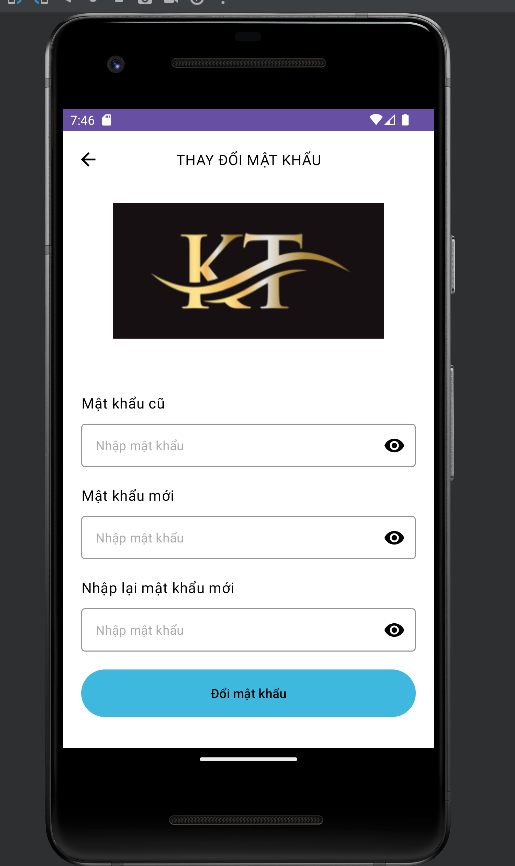 7:46
THAY ĐỔI MẬT KHẨU
KT
Mật khẩu cũ
Nhập mật khẩu
Mật khẩu mới
Nhập mật khẩu
Nhập lại mật khẩu mới
Nhập mật khẩu
Đổi mật khẩu